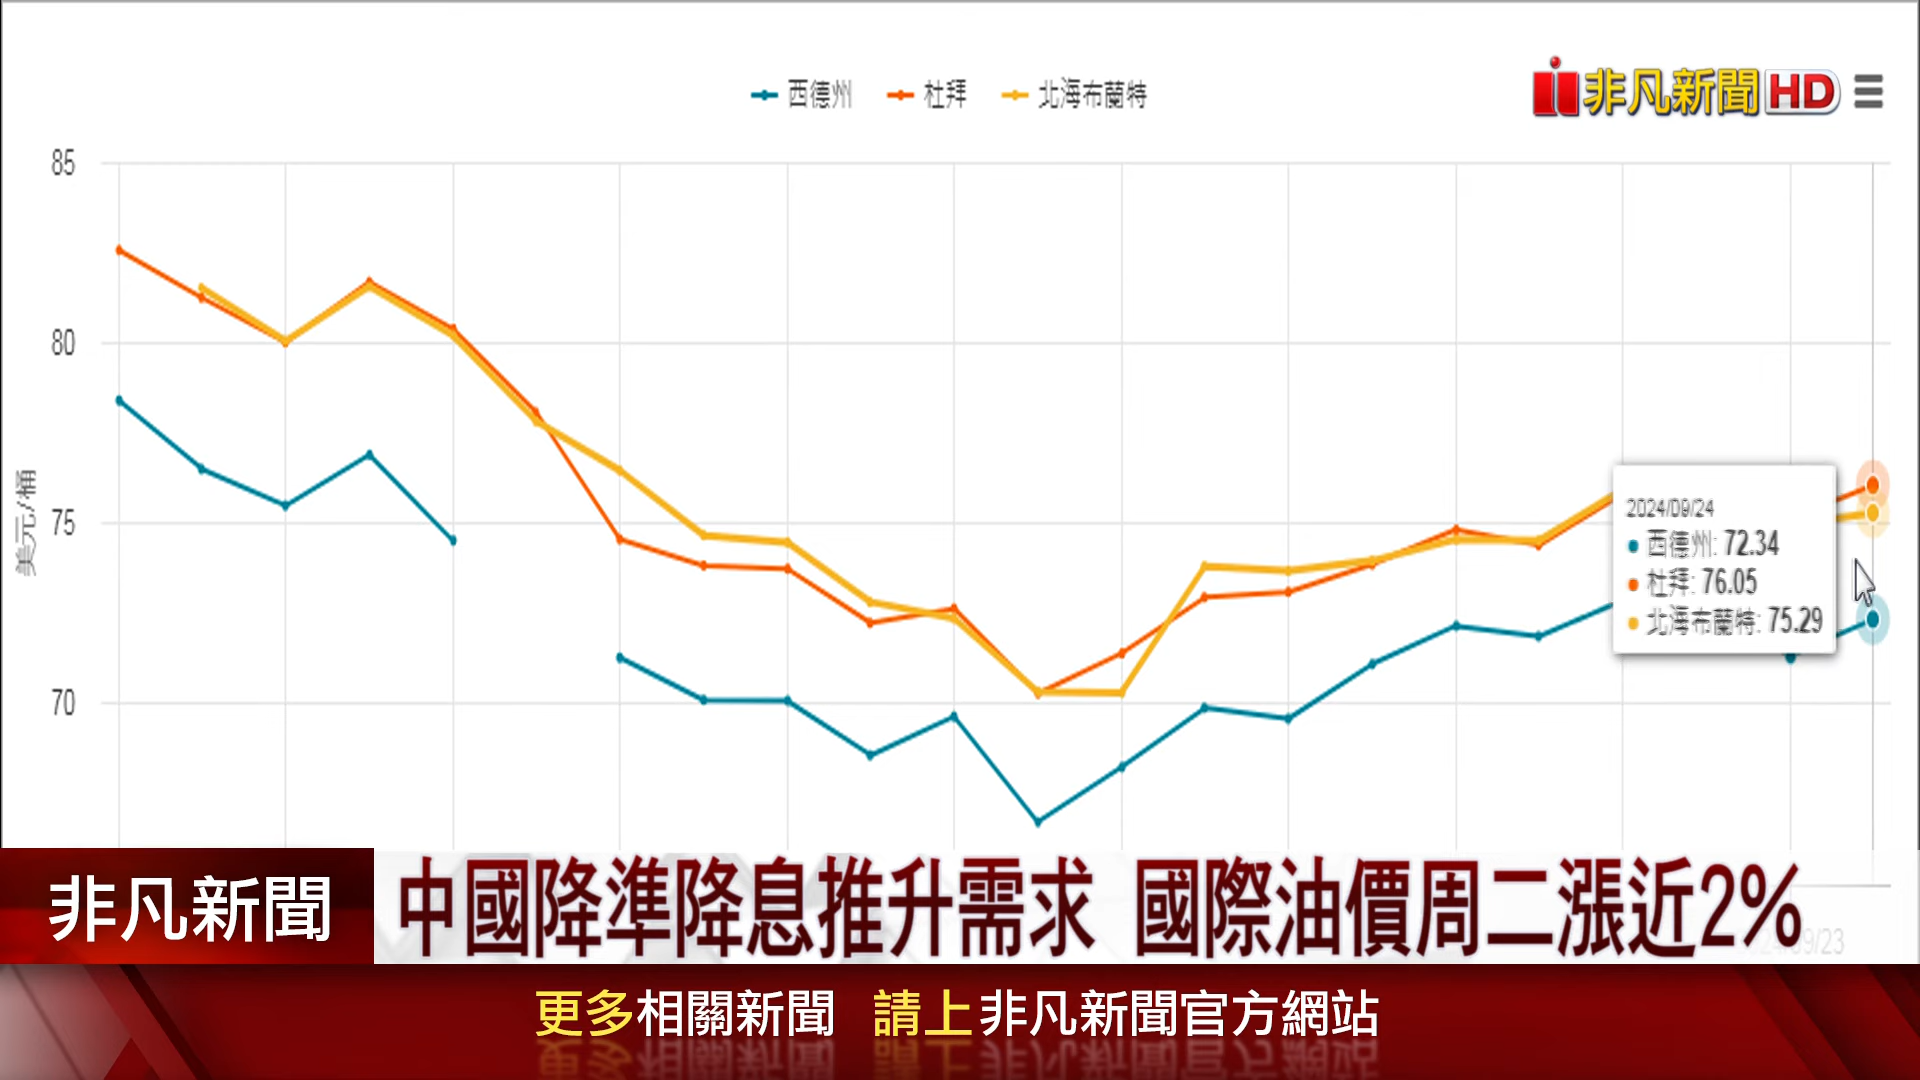 西德州 杜拜 北海布蘭特
非凡新聞HD
85
80
75
70
美元/桶
2024/09/24
西德州: 72.34
杜拜: 76.05
北海布蘭特: 75.29
非凡新聞
中國降準降息推升需求 國際油價周二漲近2%
更多相關新聞 請上非凡新聞官方網站